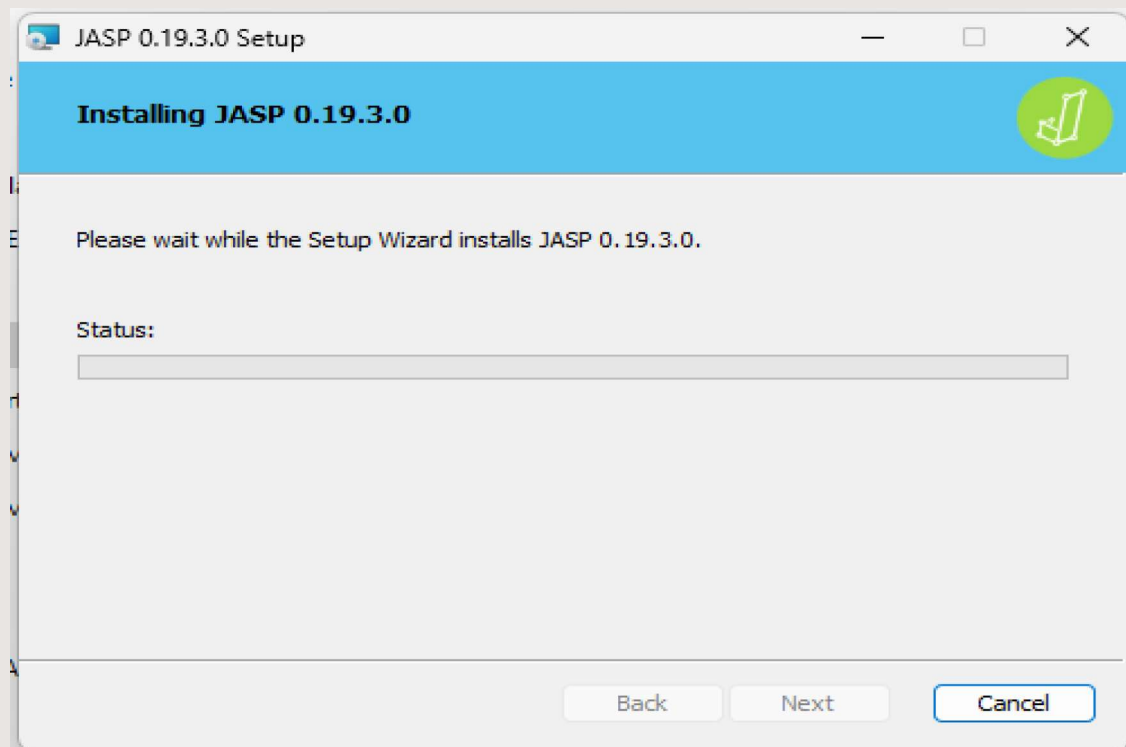 JASP 0.19.3.0 Setup
Installing JASP 0.19.3.0
Please wait while the Setup Wizard installs JASP 0.19.3.0.
Status:
Back
Next
Cancel